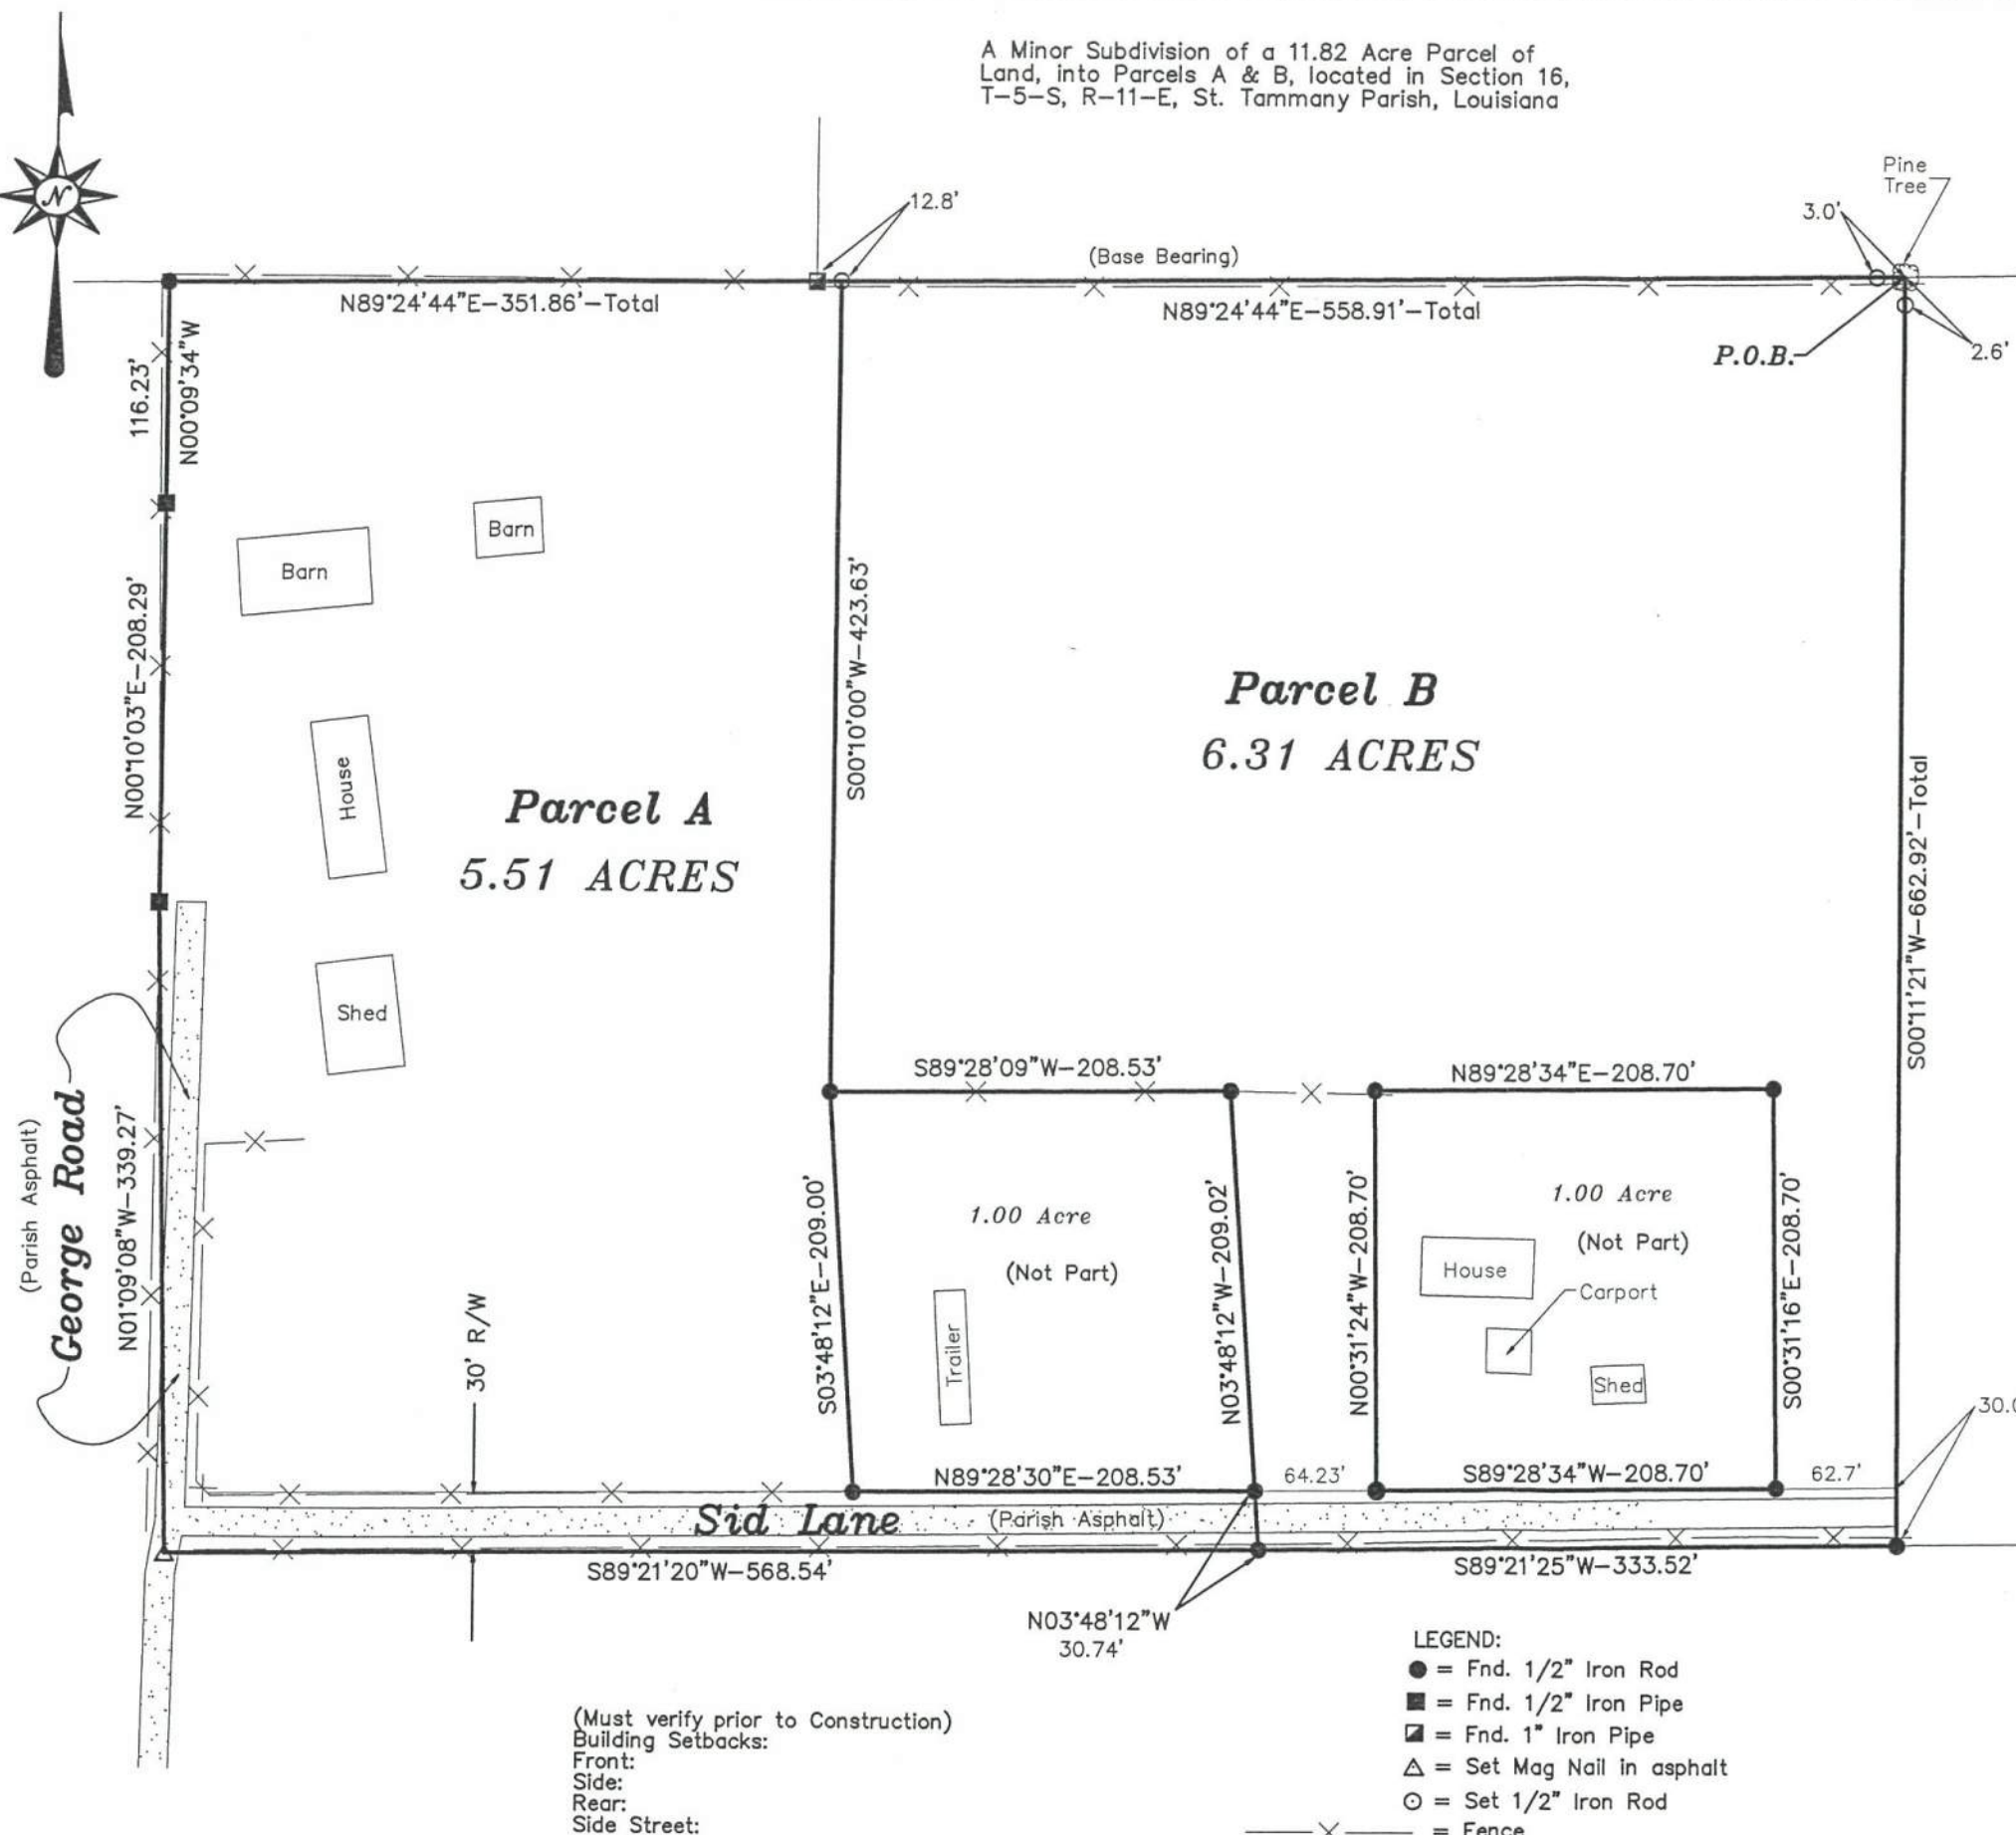 A Minor Subdivision of a 11.82 Acre Parcel of
Land, into Parcels A & B, located in Section 16,
T-5-S, R-11-E, St. Tammany Parish, Louisiana
N
12.8'
Pine
Tree
3.0'
(Base Bearing)
N89°24'44"E-351.86'-Total
N89°24'44"E-558.91'-Total
P.O.B.
2.6'
116.23'
N00°09'34"W
Barn
Barn
N00°10'03"E-208.29'
S00°10'00"W-423.63'
House
Parcel A
5.51 ACRES
Parcel B
6.31 ACRES
S00°11'21"W-662.92'-Total
Shed
George Road
(Parish Asphalt)
N01°09'08"W-339.27'
S89°28'09"W-208.53'
N89°28'34"E-208.70'
S03°48'12"E-209.00'
1.00 Acre
(Not Part)
Trailer
N03°48'12"W-209.02'
N00°31'24"W-208.70'
1.00 Acre
(Not Part)
House
Carport
Shed
S00°31'16"E-208.70'
30' R/W
30.0
N89°28'30"E-208.53'
64.23'
S89°28'34"W-208.70'
62.7'
Sid Lane
(Parish Asphalt)
S89°21'20"W-568.54'
S89°21'25"W-333.52'
N03°48'12"W
30.74'
LEGEND:
= Fnd. 1/2" Iron Rod
= Fnd. 1/2" Iron Pipe
= Fnd. 1" Iron Pipe
= Set Mag Nail in asphalt
= Set 1/2" Iron Rod
= Fence
(Must verify prior to Construction)
Building Setbacks:
Front:
Side:
Rear:
Side Street: